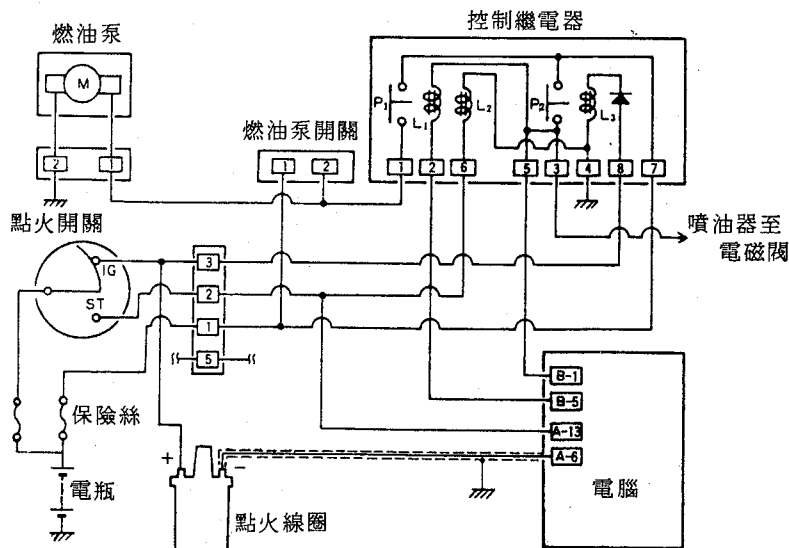 控制繼電器
燃油泵
M
2
1
燃油泵開關
1
2
P1
L1
L2
P2
L3
1
2
6
5
3
4
8
7
噴油器至
電磁閥
點火開關
IG
ST
3
2
1
5
保險絲
電瓶
+
−
點火線圈
B-1
B-5
A-13
A-6
電腦